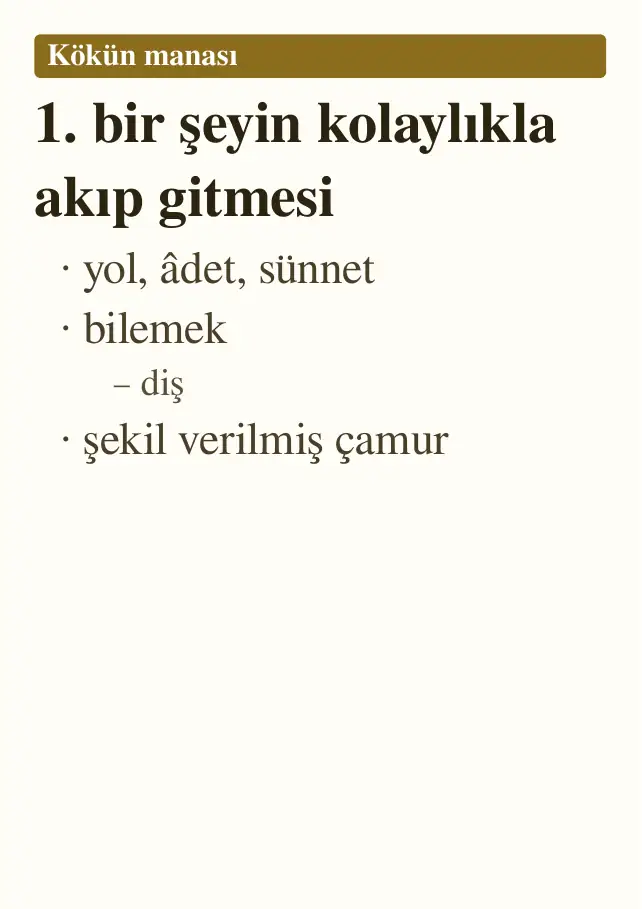 Kökün manası
1. bir şeyin kolaylıkla
akıp gitmesi
· yol, âdet, sünnet
· bilemek
– diş
· şekil verilmiş çamur